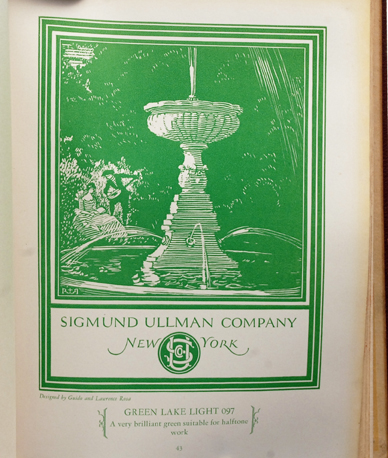 SIGMUND ULLMAN COMPANY
NEW YORK
Designed by Guido and Lawrence Rosa
GREEN LAKE LIGHT 097
A very brilliant green suitable for halftone
work
43